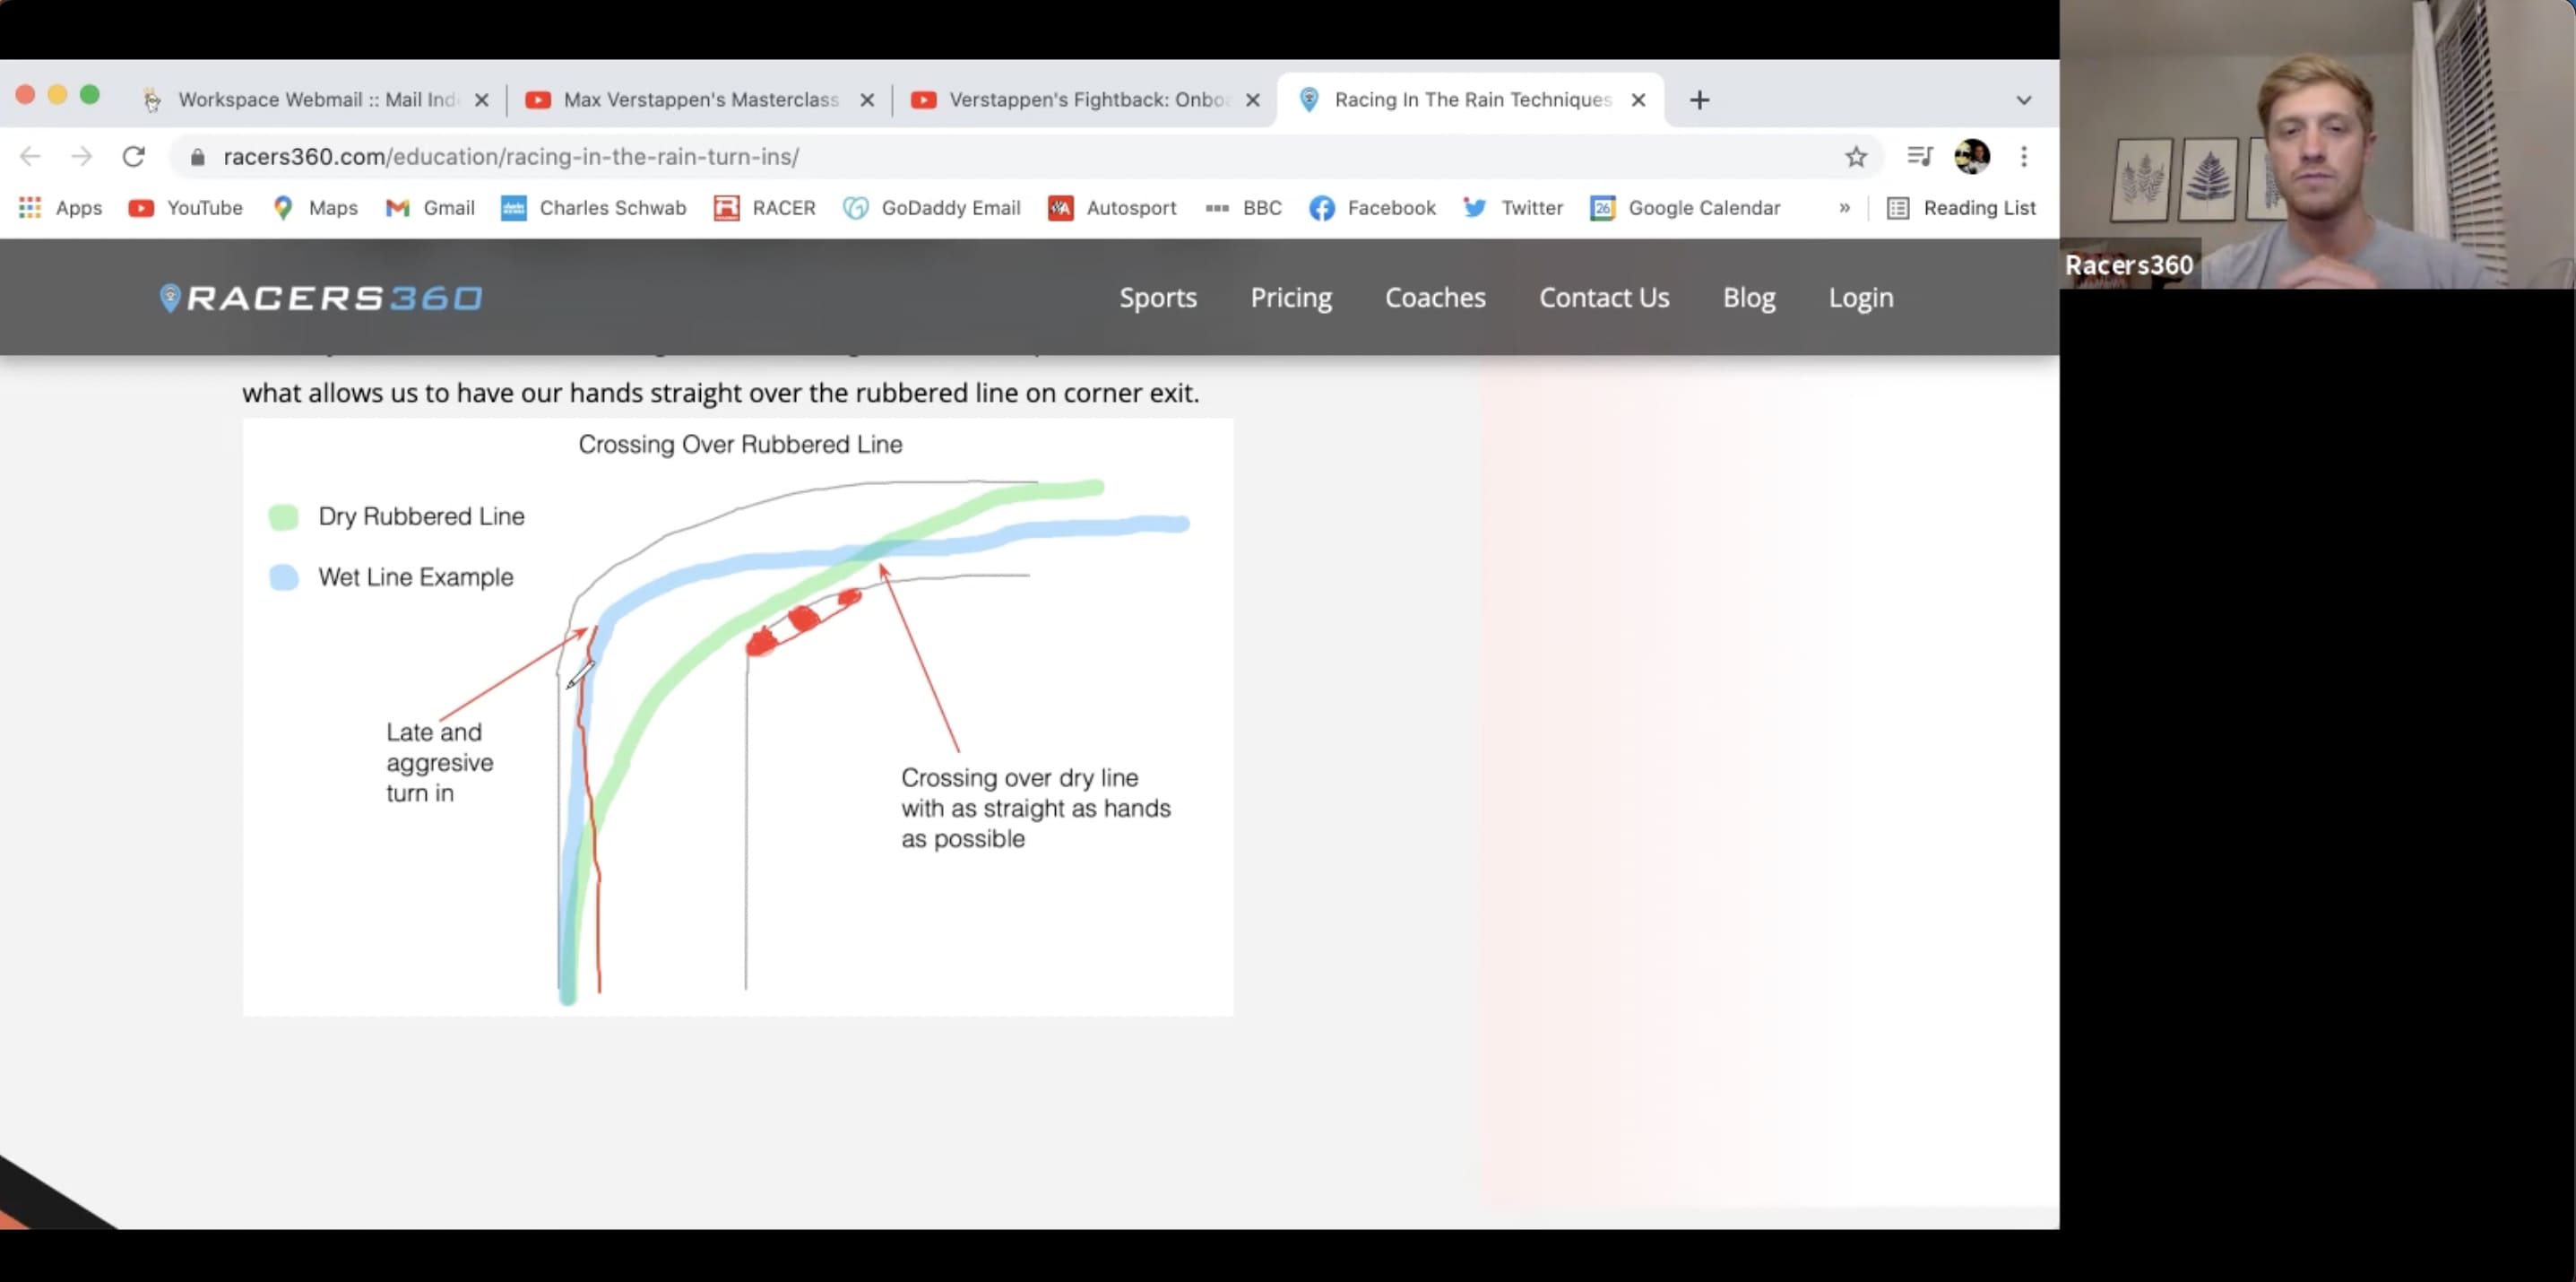 Workspace Webmail :: Mail Ind
Max Verstappen's Masterclass
Verstappen's Fightback: Onbo
Racing In The Rain Techniques
racers360.com/education/racing-in-the-rain-turn-ins/
Apps YouTube Maps Gmail Charles Schwab RACER GoDaddy Email Autosport BBC Facebook Twitter 26 Google Calendar » Reading List
RACERS360 Sports Pricing Coaches Contact Us Blog Login
Racers360
what allows us to have our hands straight over the rubbered line on corner exit.
Crossing Over Rubbered Line
Dry Rubbered Line
Wet Line Example
Late and
aggresive
turn in
Crossing over dry line
with as straight as hands
as possible